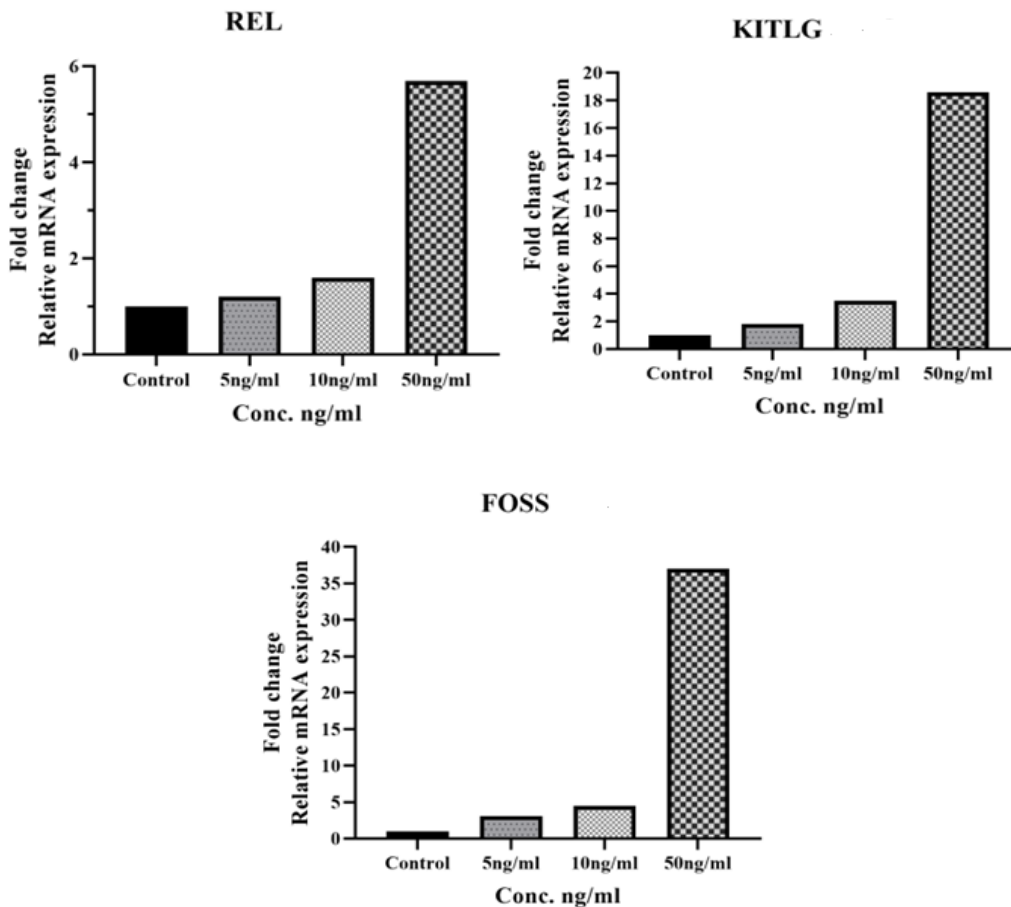 REL
Fold change
Relative mRNA expression
6
4
2
0
Control 5ng/ml 10ng/ml 50ng/ml
Conc. ng/ml
KITLG
Fold change
Relative mRNA expression
20
18
16
14
12
10
8
6
4
2
0
Control 5ng/ml 10ng/ml 50ng/ml
Conc. ng/ml
FOSS
Fold change
Relative mRNA expression
40
35
30
25
20
15
10
5
0
Control 5ng/ml 10ng/ml 50ng/ml
Conc. ng/ml